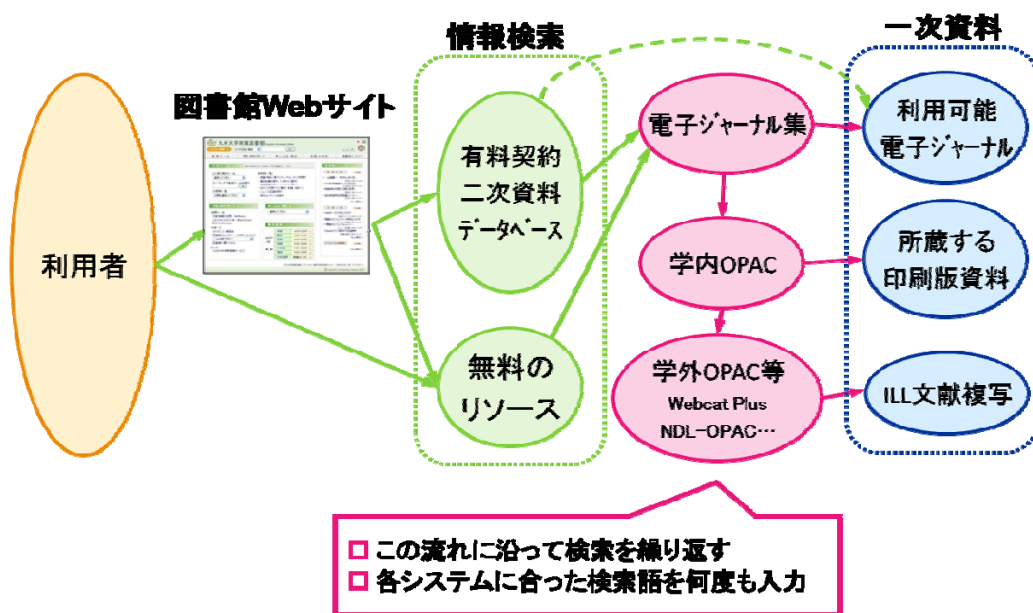 情報検索
一次資料
図書館Webサイト
利用者
有料契約
二次資料
データベース
無料の
リソース
電子ジャーナル集
学内OPAC
学外OPAC等
Webcat Plus
NDL-OPAC…
利用可能
電子ジャーナル
所蔵する
印刷版資料
ILL文献複写
□ この流れに沿って検索を繰り返す
□ 各システムに合った検索語を何度も入力